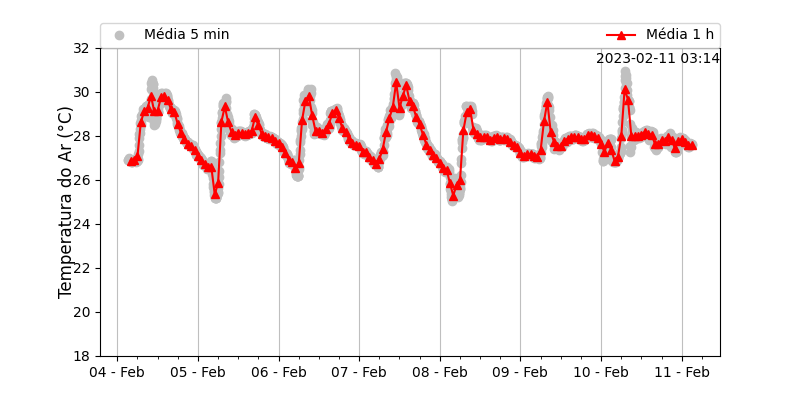 Média 5 min
Média 1 h
2023-02-11 03:14
Temperatura do Ar (°C)
32
30
28
26
24
22
20
18
04 - Feb
05 - Feb
06 - Feb
07 - Feb
08 - Feb
09 - Feb
10 - Feb
11 - Feb